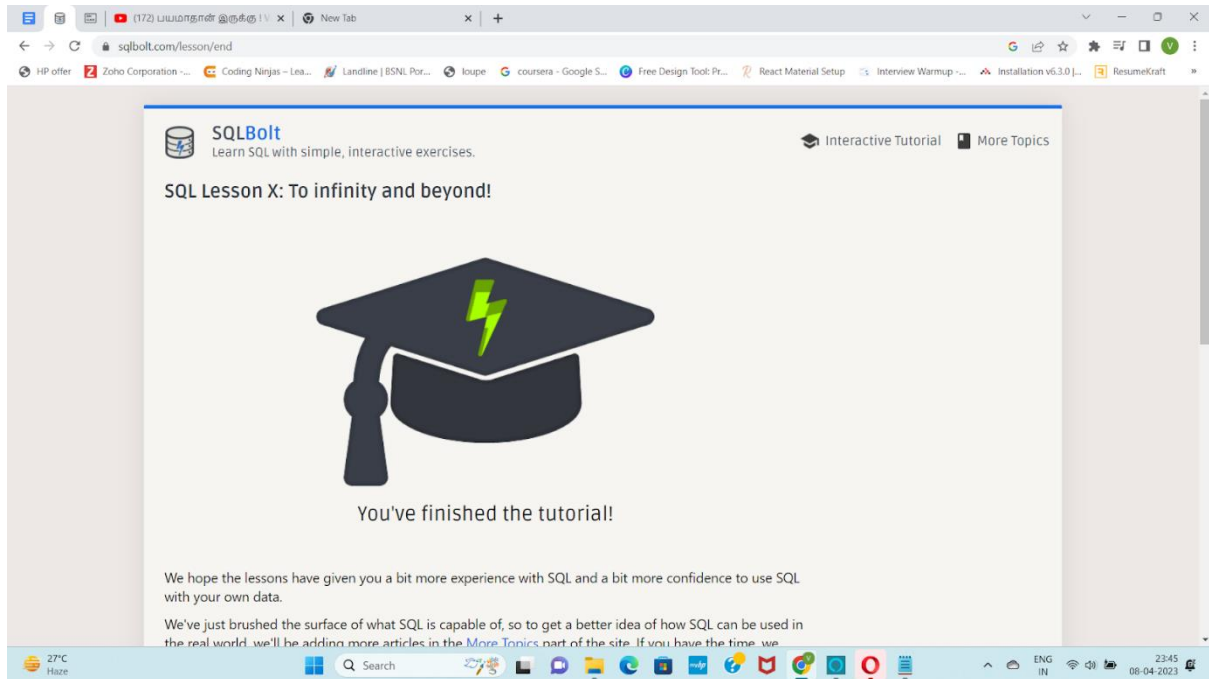 (172) பயமாதான் இருக்கு ! \
New Tab
sqlbolt.com/lesson/end
HP offer
Zoho Corporation -...
Coding Ninjas – Lea...
Landline | BSNL Por...
loupe
coursera - Google S...
Free Design Tool: Pr...
React Material Setup
Interview Warmup -...
Installation v6.3.0 |...
ResumeKraft
SQLBolt
Learn SQL with simple, interactive exercises.
Interactive Tutorial
More Topics
SQL Lesson X: To infinity and beyond!
You've finished the tutorial!
We hope the lessons have given you a bit more experience with SQL and a bit more confidence to use SQL
with your own data.
We've just brushed the surface of what SQL is capable of, so to get a better idea of how SQL can be used in
the real world, we'll be adding more articles in the More Topics part of the site. If you have the time, we
27°C
Haze
Search
ENG
IN
23:45
08-04-2023